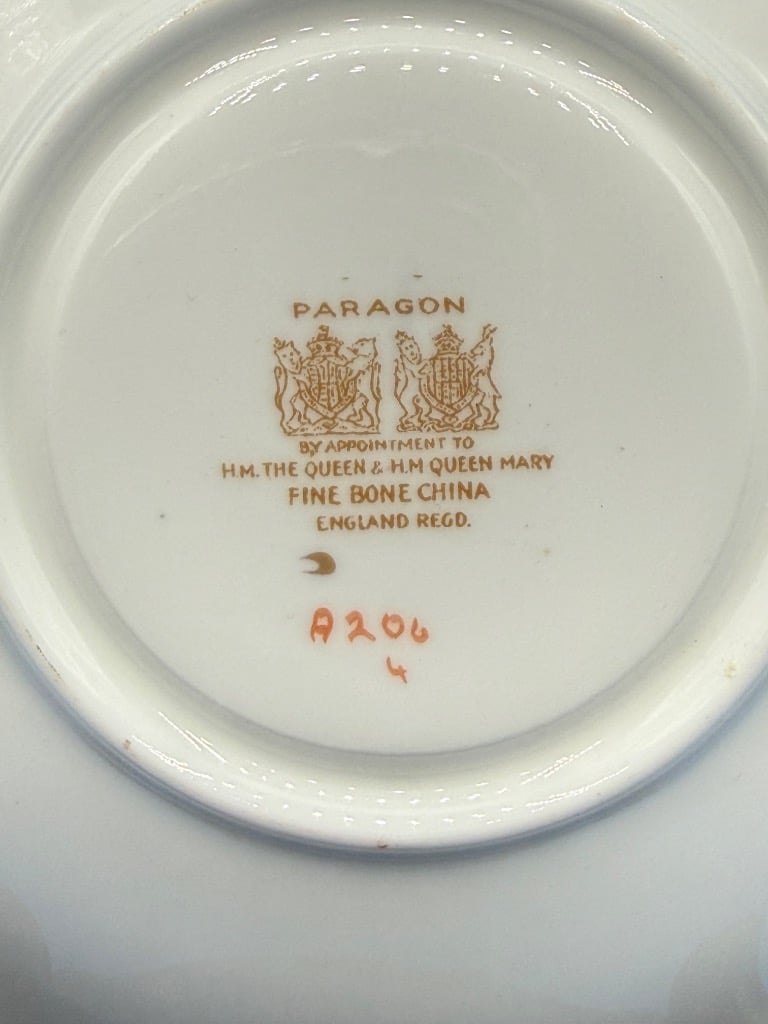 PARAGON
BY APPOINTMENT TO
H.M. THE QUEEN & H.M QUEEN MARY
FINE BONE CHINA
ENGLAND REGD.
A206
4